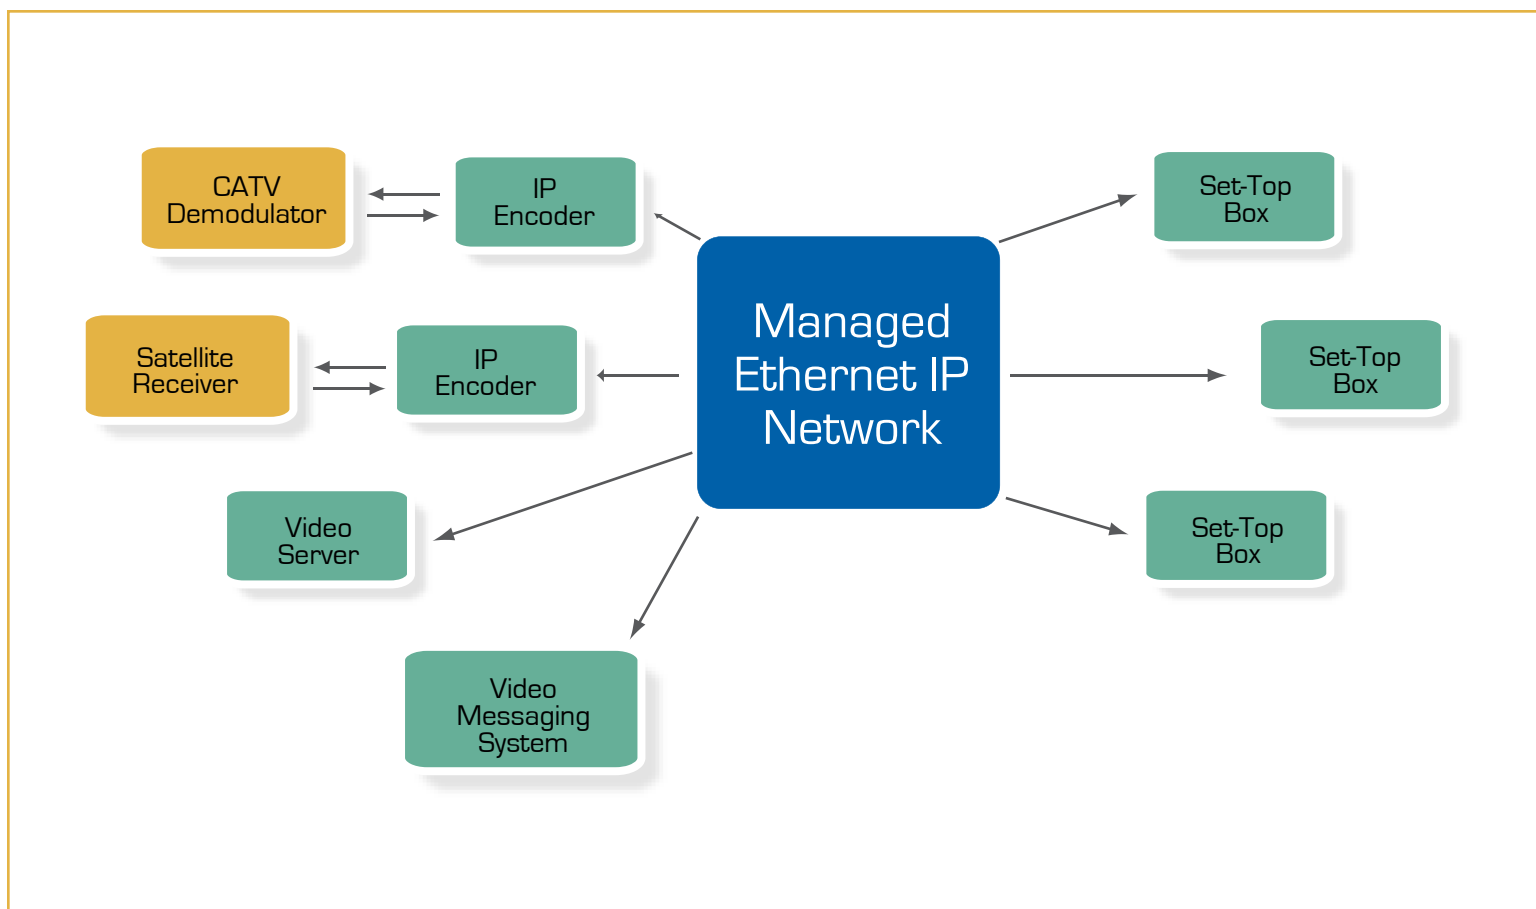 CATV
Demodulator
IP
Encoder
Set-Top
Box
Satellite
Receiver
IP
Encoder
Managed
Ethernet IP
Network
Set-Top
Box
Video
Server
Set-Top
Box
Video
Messaging
System